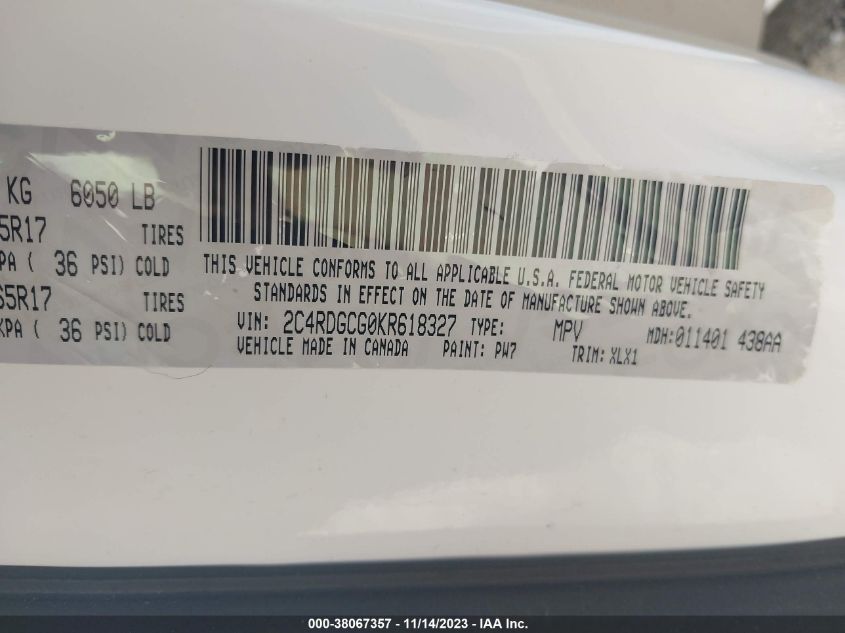 KG 6050 LB
5R17 TIRES
PA ( 36 PSI) COLD
65R17 TIRES
KPA ( 36 PSI) COLD
THIS VEHICLE CONFORMS TO ALL APPLICABLE U.S.A. FEDERAL MOTOR VEHICLE SAFETY
STANDARDS IN EFFECT ON THE DATE OF MANUFACTURE SHOWN ABOVE.
VIN: 2C4RDGCG0KR618327 TYPE: MPV MDH:011401 438AA
VEHICLE MADE IN CANADA PAINT: PW7 TRIM: XLX1
000-38067357 - 11/14/2023 - IAA Inc.